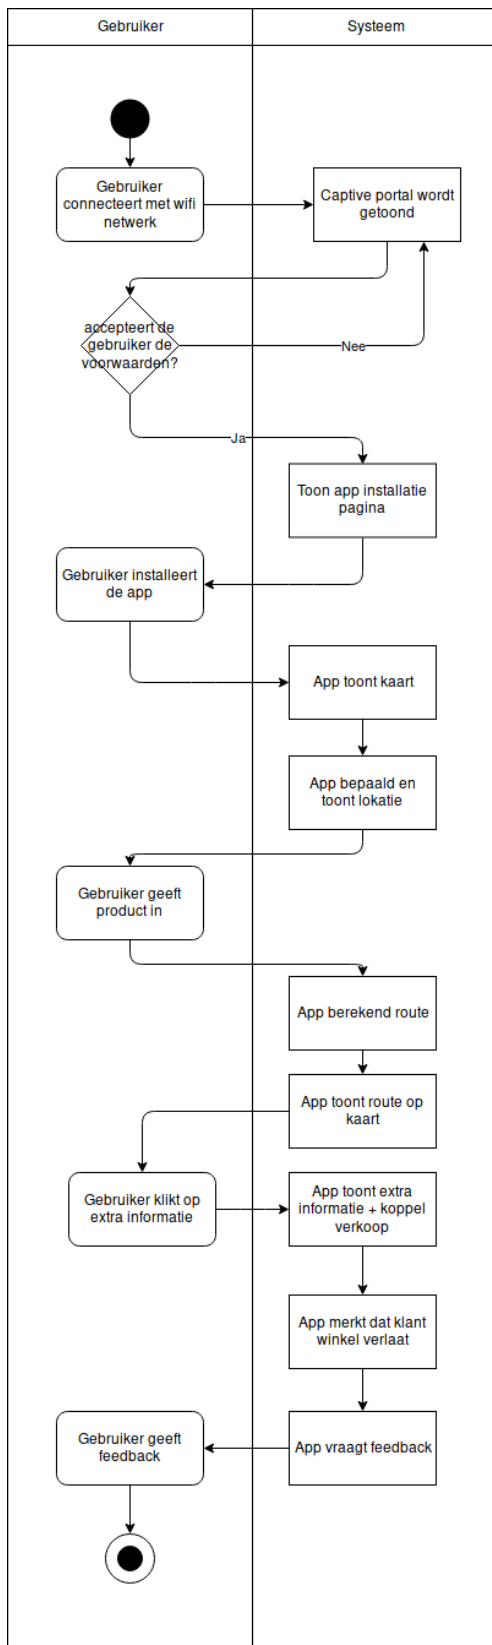 Gebruiker
Systeem
Gebruiker
connecteert met wifi
netwerk
Captive portal wordt
getoond
accepteert de
gebruiker de
voorwaarden?
Nee
Ja
Toon app installatie
pagina
Gebruiker installeert
de app
App toont kaart
App bepaald en
toont lokatie
Gebruiker geeft
product in
App berekend route
App toont route op
kaart
Gebruiker klikt op
extra informatie
App toont extra
informatie + koppel
verkoop
App merkt dat klant
winkel verlaat
Gebruiker geeft
feedback
App vraagt feedback